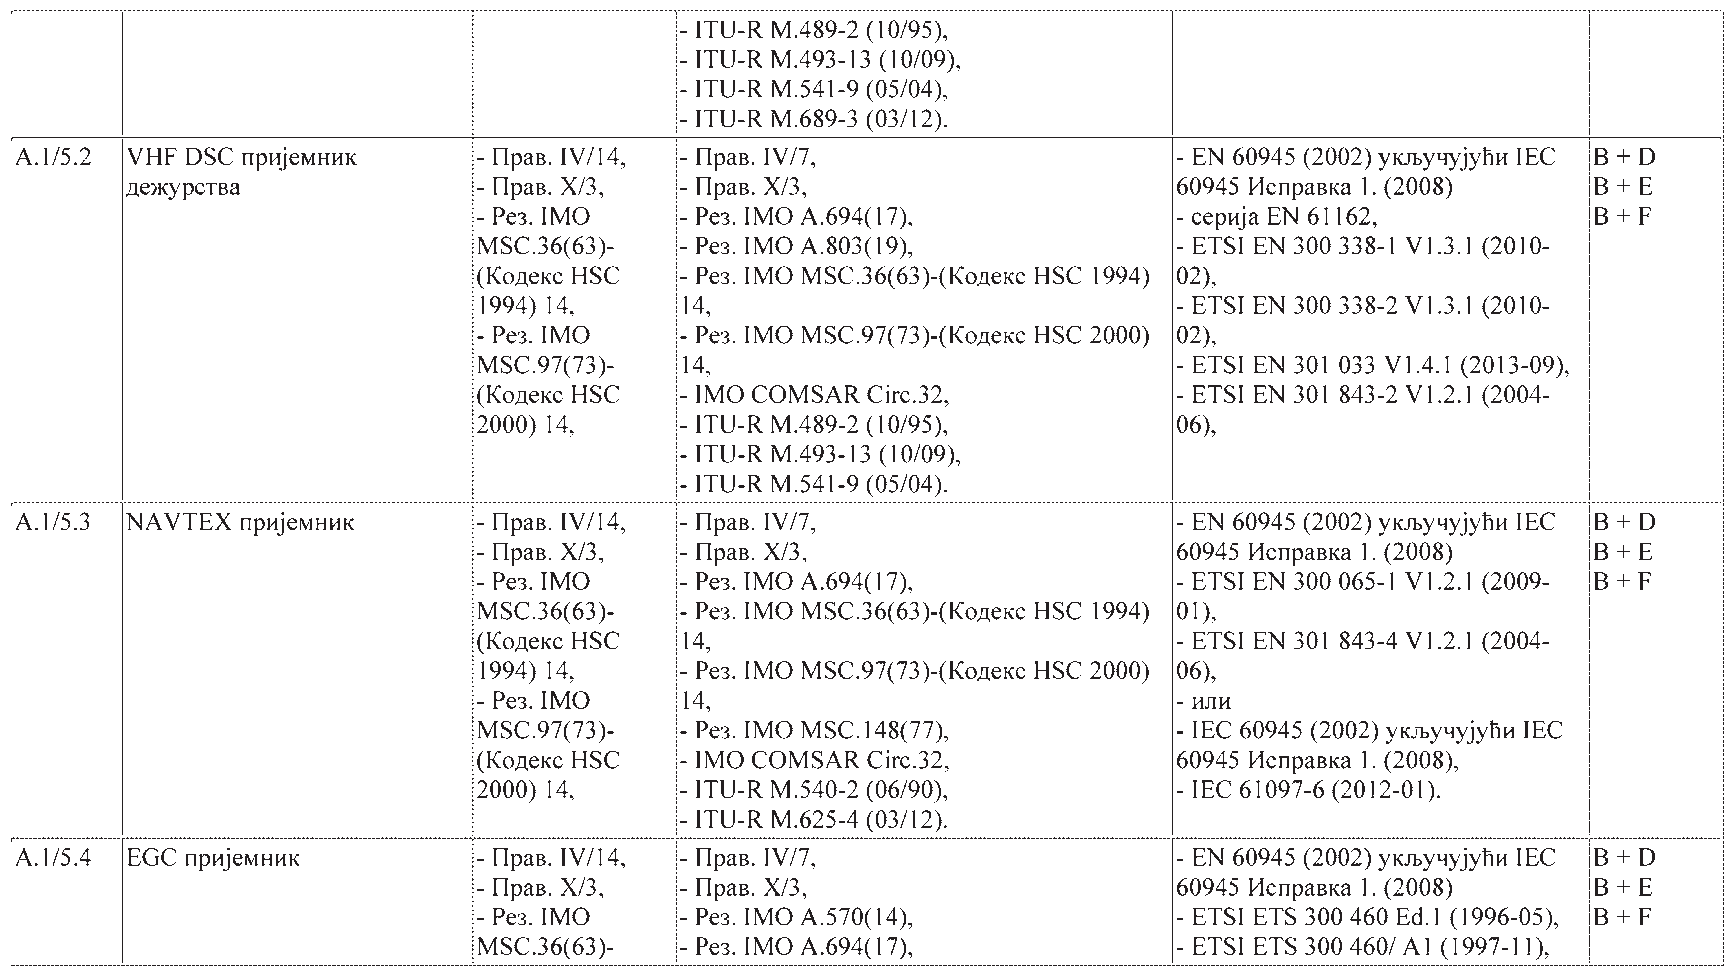 - ITU-R M.489-2 (10/95),
- ITU-R M.493-13 (10/09),
- ITU-R M.541-9 (05/04),
- ITU-R M.689-3 (03/12).
A.1/5.2
VHF DSC пријемник
дежурства
- Прав. IV/14,
- Прав. X/3,
- Рез. IMO
MSC.36(63)-
(Кодекс HSC
1994) 14,
- Рез. IMO
MSC.97(73)-
(Кодекс HSC
2000) 14,
- Прав. IV/7,
- Прав. X/3,
- Рез. IMO A.694(17),
- Рез. IMO A.803(19),
- Рез. IMO MSC.36(63)-(Кодекс HSC 1994)
14,
- Рез. IMO MSC.97(73)-(Кодекс HSC 2000)
14,
- IMO COMSAR Circ.32,
- ITU-R M.489-2 (10/95),
- ITU-R M.493-13 (10/09),
- ITU-R M.541-9 (05/04).
- EN 60945 (2002) укључујући IEC
60945 Исправка 1. (2008)
- серија EN 61162,
- ETSI EN 300 338-1 V1.3.1 (2010-
02),
- ETSI EN 300 338-2 V1.3.1 (2010-
02),
- ETSI EN 301 033 V1.4.1 (2013-09),
- ETSI EN 301 843-2 V1.2.1 (2004-
06),
B + D
B + E
B + F
A.1/5.3
NAVTEX пријемник
- Прав. IV/14,
- Прав. X/3,
- Рез. IMO
MSC.36(63)-
(Кодекс HSC
1994) 14,
- Рез. IMO
MSC.97(73)-
(Кодекс HSC
2000) 14,
- Прав. IV/7,
- Прав. X/3,
- Рез. IMO A.694(17),
- Рез. IMO MSC.36(63)-(Кодекс HSC 1994)
14,
- Рез. IMO MSC.97(73)-(Кодекс HSC 2000)
14,
- Рез. IMO MSC.148(77),
- IMO COMSAR Circ.32,
- ITU-R M.540-2 (06/90),
- ITU-R M.625-4 (03/12).
- EN 60945 (2002) укључујући IEC
60945 Исправка 1. (2008)
- ETSI EN 300 065-1 V1.2.1 (2009-
01),
- ETSI EN 301 843-4 V1.2.1 (2004-
06),
- или
- IEC 60945 (2002) укључујући IEC
60945 Исправка 1. (2008),
- IEC 61097-6 (2012-01).
B + D
B + E
B + F
A.1/5.4
EGC пријемник
- Прав. IV/14,
- Прав. X/3,
- Рез. IMO
MSC.36(63)-
- Прав. IV/7,
- Прав. X/3,
- Рез. IMO A.570(14),
- Рез. IMO A.694(17),
- EN 60945 (2002) укључујући IEC
60945 Исправка 1. (2008)
- ETSI ETS 300 460 Ed.1 (1996-05),
- ETSI ETS 300 460/ A1 (1997-11),
B + D
B + E
B + F